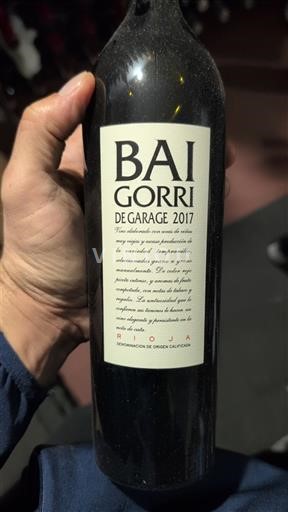 BAI
GORRI
DE GARAGE 2017
Vino elaborado con uvas de viñas
muy viejas y escasa producción de
la variedad tempranillo,
seleccionadas grano a grano
manualmente. De color rojo
picota intenso, y aromas de fruta
compotada, con notas de tabaco y
regaliz. La untuosidad que le
confieren sus taninos le hacen, un
vino elegante y persistente en la
nota de cata.
RIOJA
DENOMINACIÓN DE ORIGEN CALIFICADA